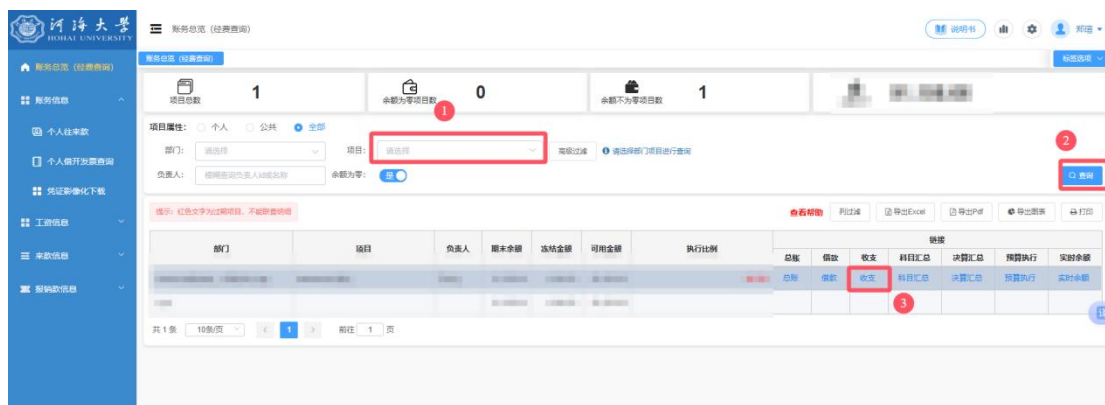 河海大学
HOHAI UNIVERSITY
账务总览（经费查询）
说明书
郑
账务总览（经费查询）
账务总览（经费查询）
标签选项
项目总数
1
余额为零项目数
0
余额不为零项目数
1
1
账务信息
个人往来款
个人借开发票查询
凭证影像化下载
工资信息
来款信息
报销款信息
项目属性： 个人 公共 全部
部门： 请选择 项目： 请选择 高级过滤 请选择部门项目进行查询
2
负责人： 模糊查询负责人id或名称 余额为零： 是 查询
提示：红色文字为过期项目，不能联查明细
查看帮助 列过滤 导出Excel 导出Pdf 导出图表 打印
部门 项目 负责人 期末余额 冻结金额 可用金额 执行比例 链接
总账 借款 收支 科目汇总 决算汇总 预算执行 实时余额
总账 借款 收支 科目汇总 决算汇总 预算执行 实时余额
3
共 1 条 10条/页 1 前往 1 页